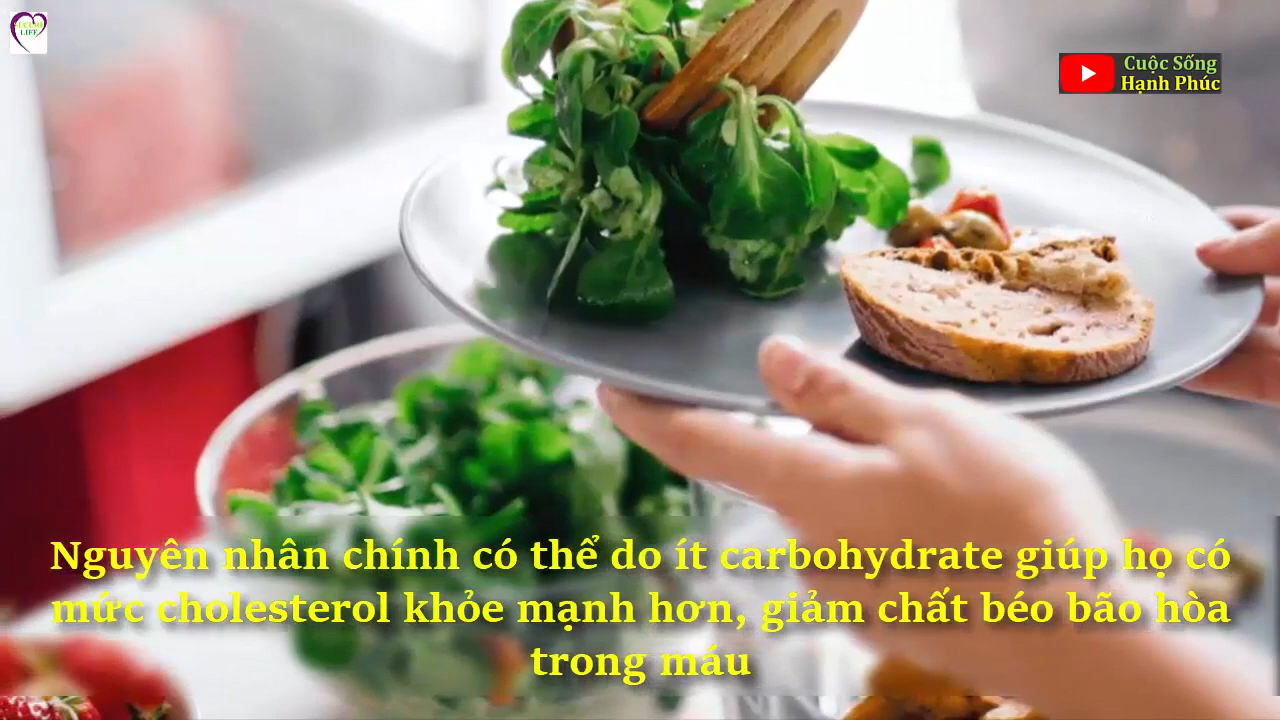 LIFE
Cuộc Sống
Hạnh Phúc
Nguyên nhân chính có thể do ít carbohydrate giúp họ có
mức cholesterol khỏe mạnh hơn, giảm chất béo bão hòa
trong máu